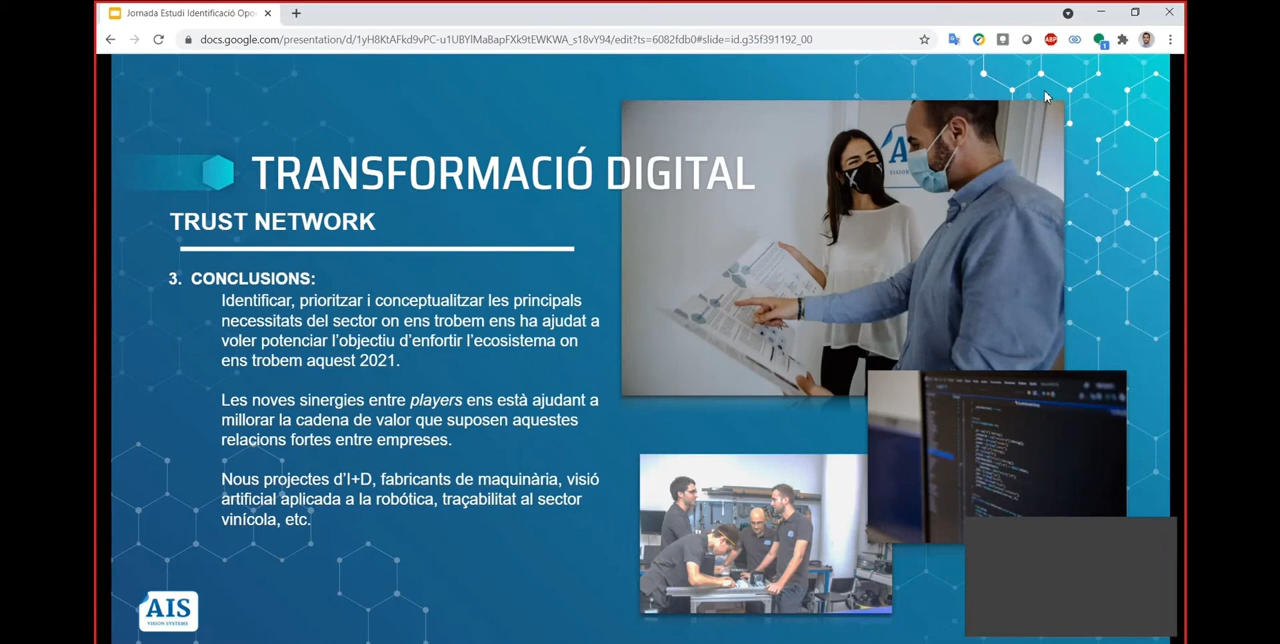 Jornada Estudi Identificació Opo
docs.google.com/presentation/d/1yH8KtAFkd9vPC-u1UBYlMaBapFXk9tEWKWA_s18vY94/edit?ts=6082fdb0#slide=id.g35f391192_00
ABP
1
AIS
TRANSFORMACIÓ DIGITAL
TRUST NETWORK
3. CONCLUSIONS:
Identificar, prioritzar i conceptualitzar les principals
necessitats del sector on ens trobem ens ha ajudat a
voler potenciar l’objectiu d’enfortir l’ecosistema on
ens trobem aquest 2021.
Les noves sinergies entre players ens està ajudant a
millorar la cadena de valor que suposen aquestes
relacions fortes entre empreses.
Nous projectes d’I+D, fabricants de maquinària, visió
artificial aplicada a la robótica, traçabilitat al sector
vinícola, etc.
AIS
VISION SYSTEMS